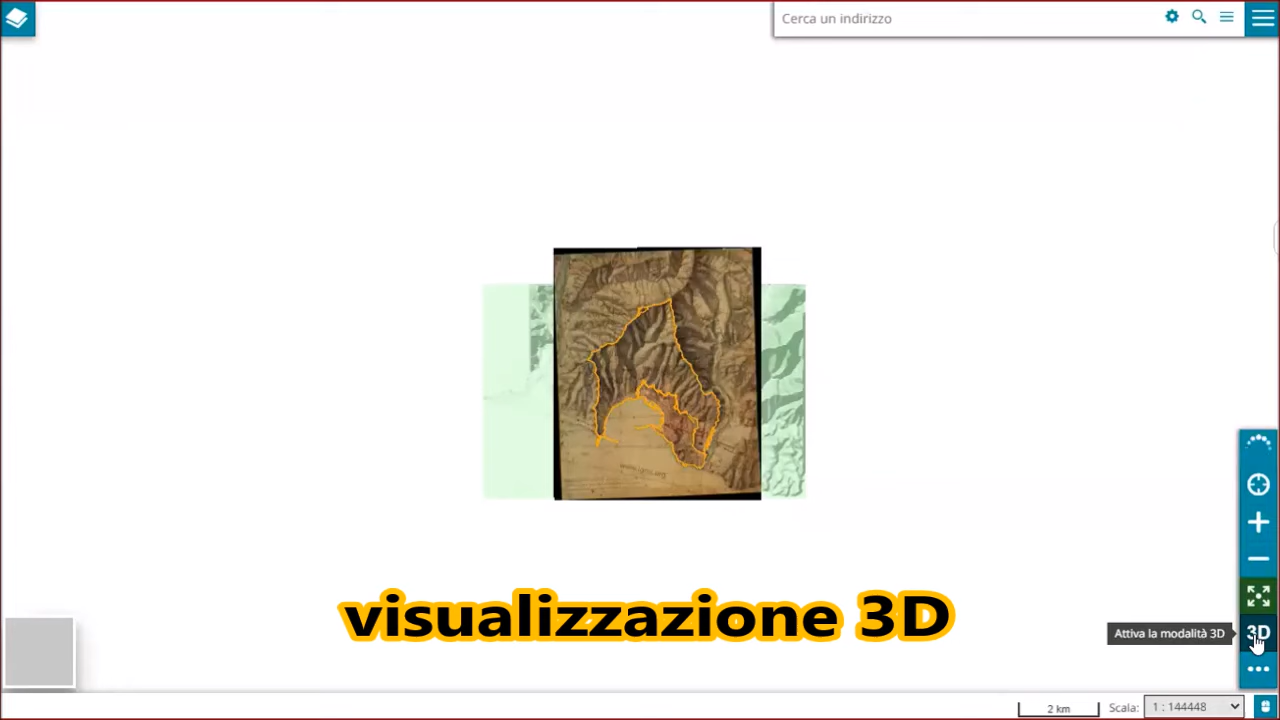 Cerca un indirizzo
visualizzazione 3D
Attiva la modalità 3D
3D
2 km
Scala:
1 : 144448